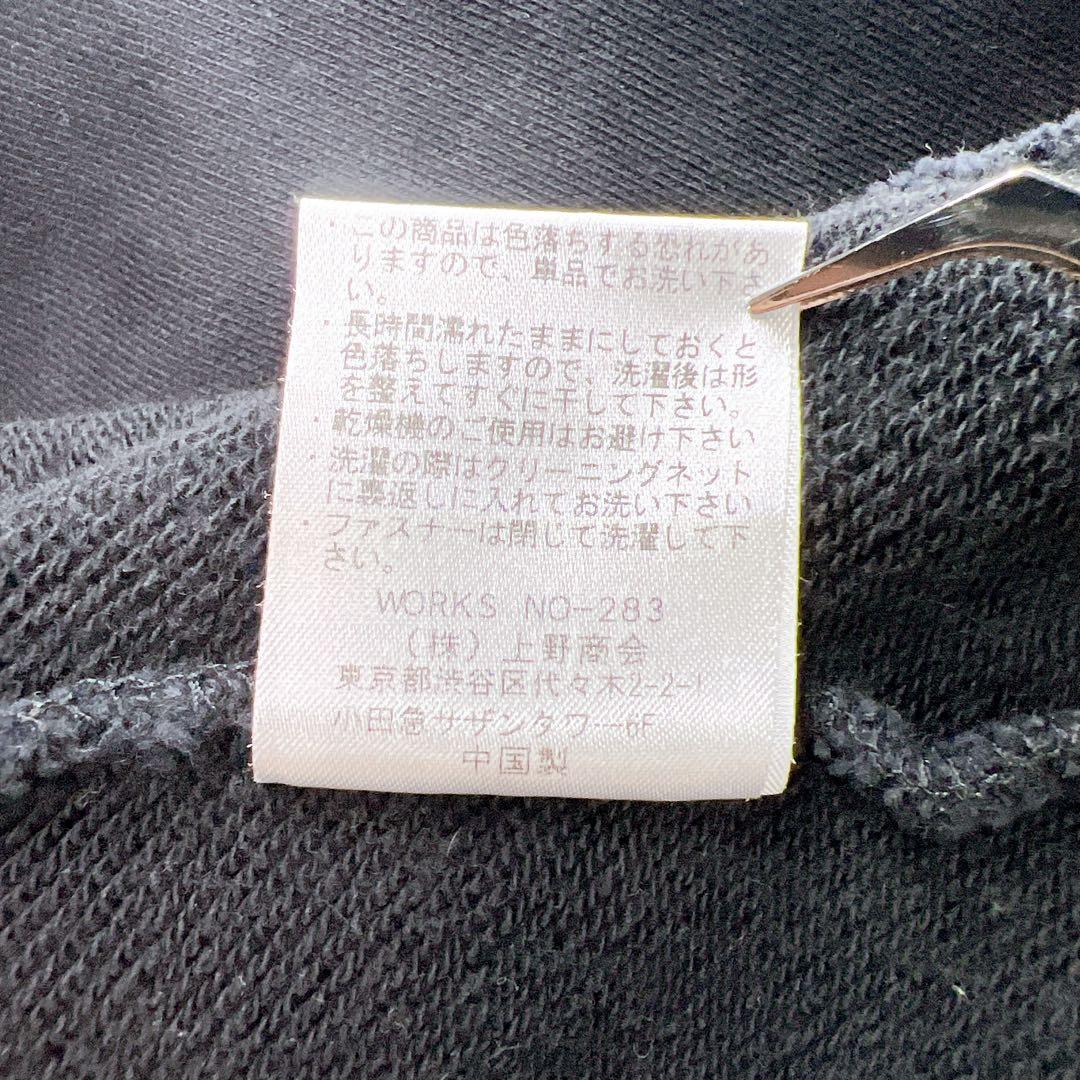 ・この商品は色落ちする恐れがあ
りますので、単品でお洗い下さ
い。
・長時間濡れたままにしておくと
色落ちしますので、洗濯後は形
を整えてすぐに干して下さい。
・乾燥機のご使用はお避け下さい
・洗濯の際はクリーニングネット
に裏返しに入れてお洗い下さい
・ファスナーは閉じて洗濯して下
さい。
WORKS NO-283
(株)上野商会
東京都渋谷区代々木2-2-1
小田急サザンタワー6F
中国製